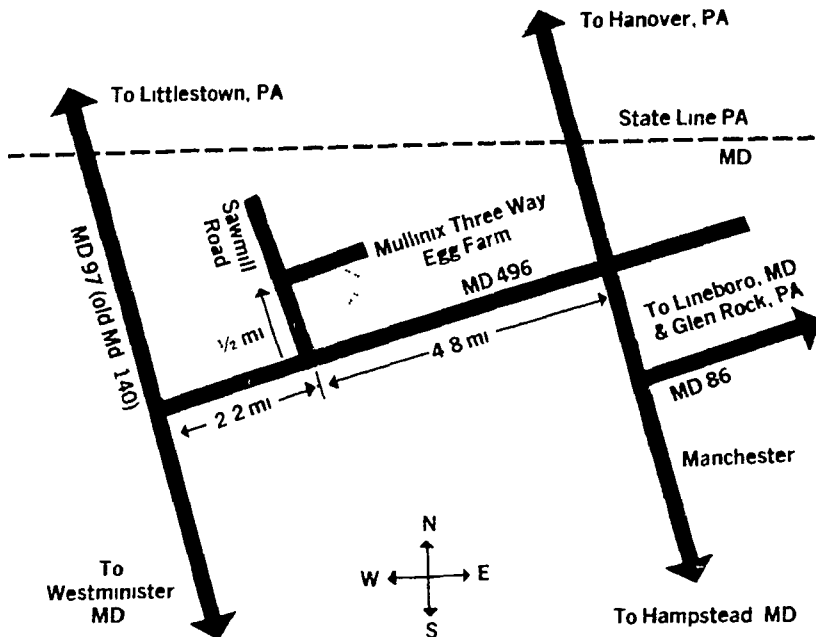 To Hanover, PA
To Littlestown, PA
State Line PA
MD
Sawmill
Road
Mullinix Three Way
Egg Farm
MD 97 (old Md 140)
MD 496
To Lineboro, MD
& Glen Rock, PA
½ mi
4 8 mi
2 2 mi
MD 86
Manchester
N
W
E
S
To
Westminister
MD
To Hampstead MD